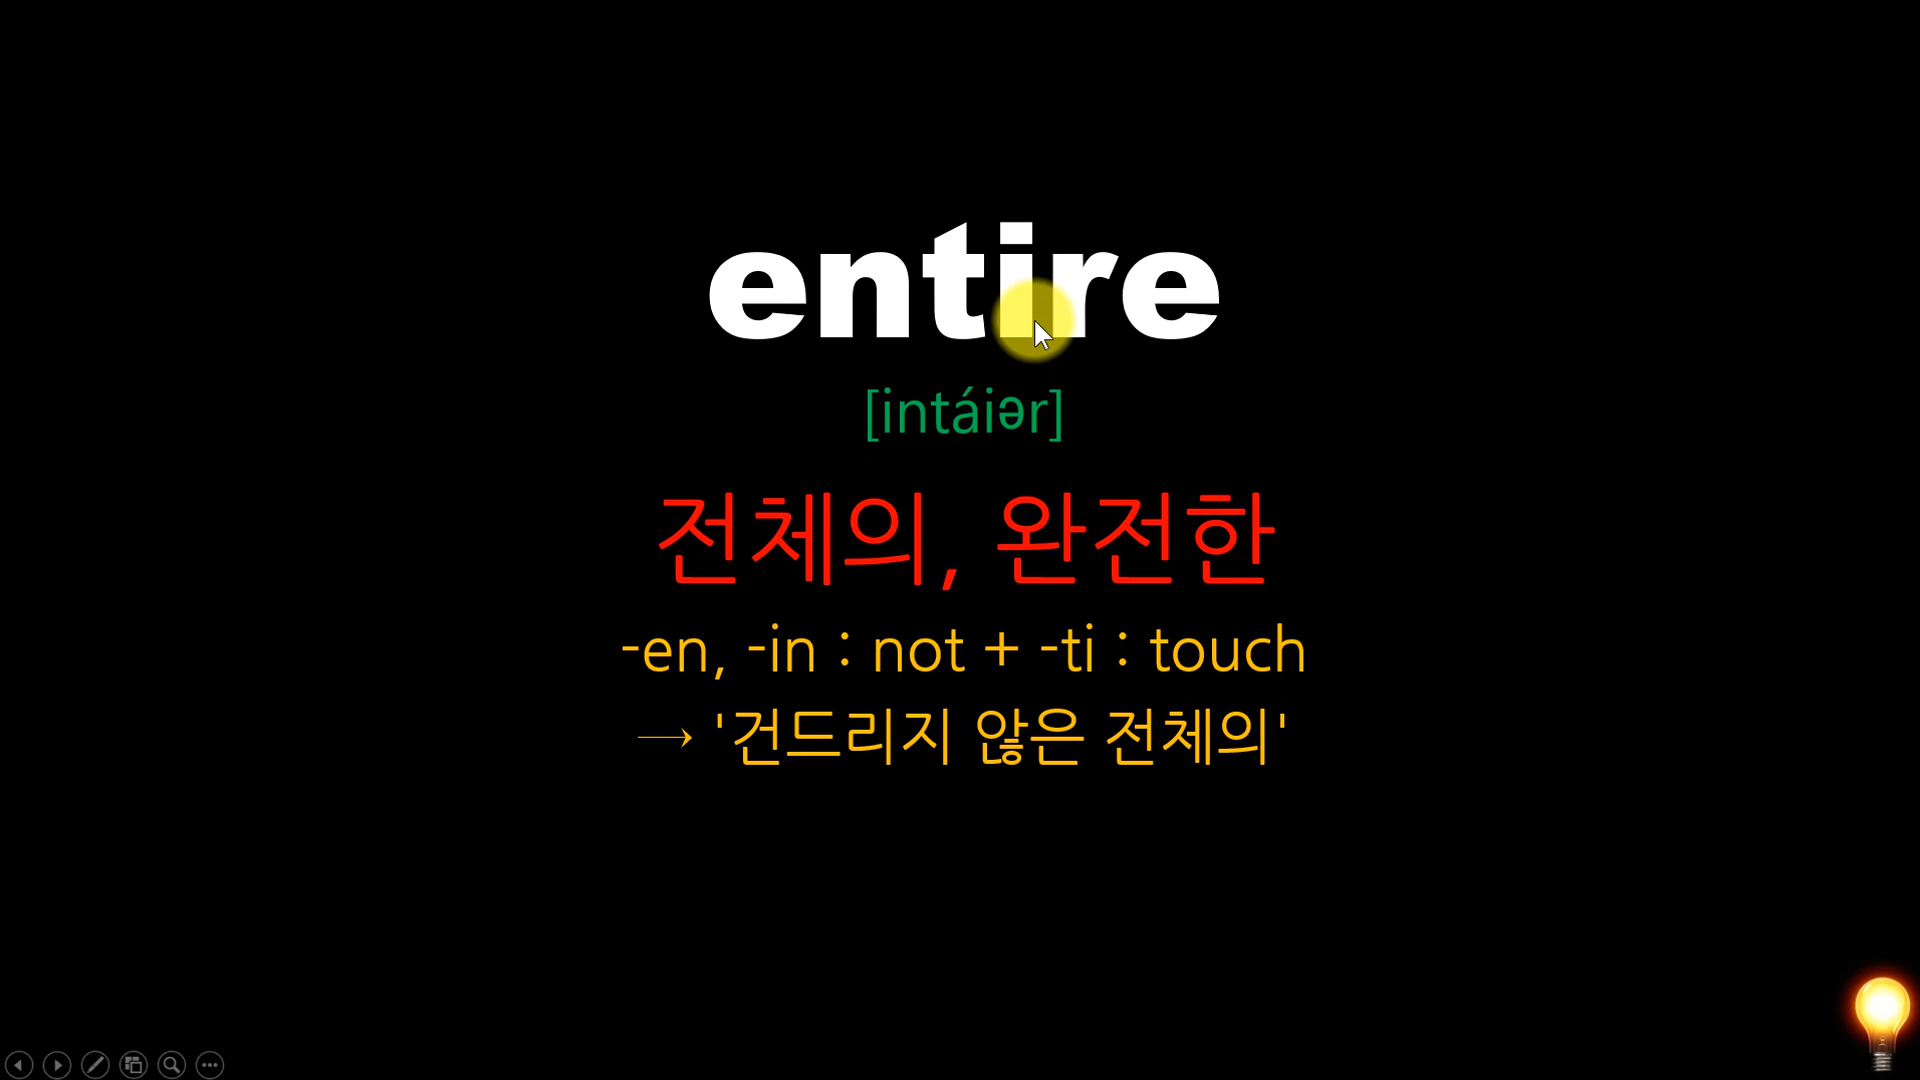 entire
[intáiər]
전체의, 완전한
-en, -in : not + -ti : touch
→ '건드리지 않은 전체의'